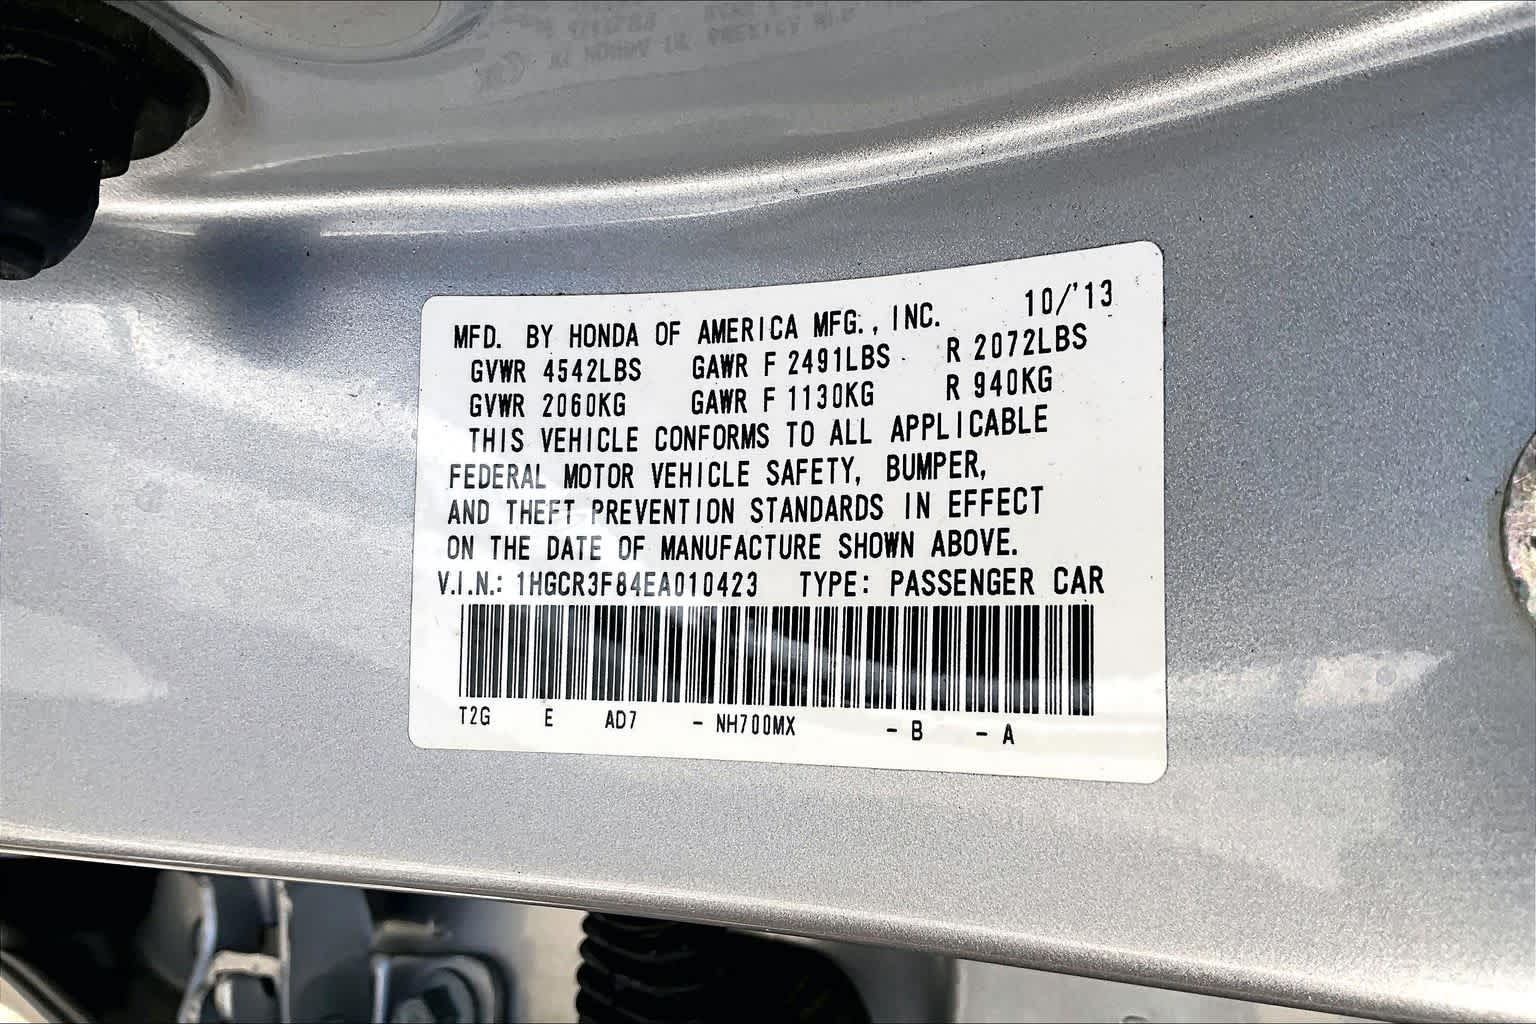 MFD. BY HONDA OF AMERICA MFG., INC. 10/'13
GVWR 4542LBS GAWR F 2491LBS R 2072LBS
GVWR 2060KG GAWR F 1130KG R 940KG
THIS VEHICLE CONFORMS TO ALL APPLICABLE
FEDERAL MOTOR VEHICLE SAFETY, BUMPER,
AND THEFT PREVENTION STANDARDS IN EFFECT
ON THE DATE OF MANUFACTURE SHOWN ABOVE.
V.I.N.: 1HGCR3F84EA010423 TYPE: PASSENGER CAR
T2G E AD7 - NH700MX - B - A